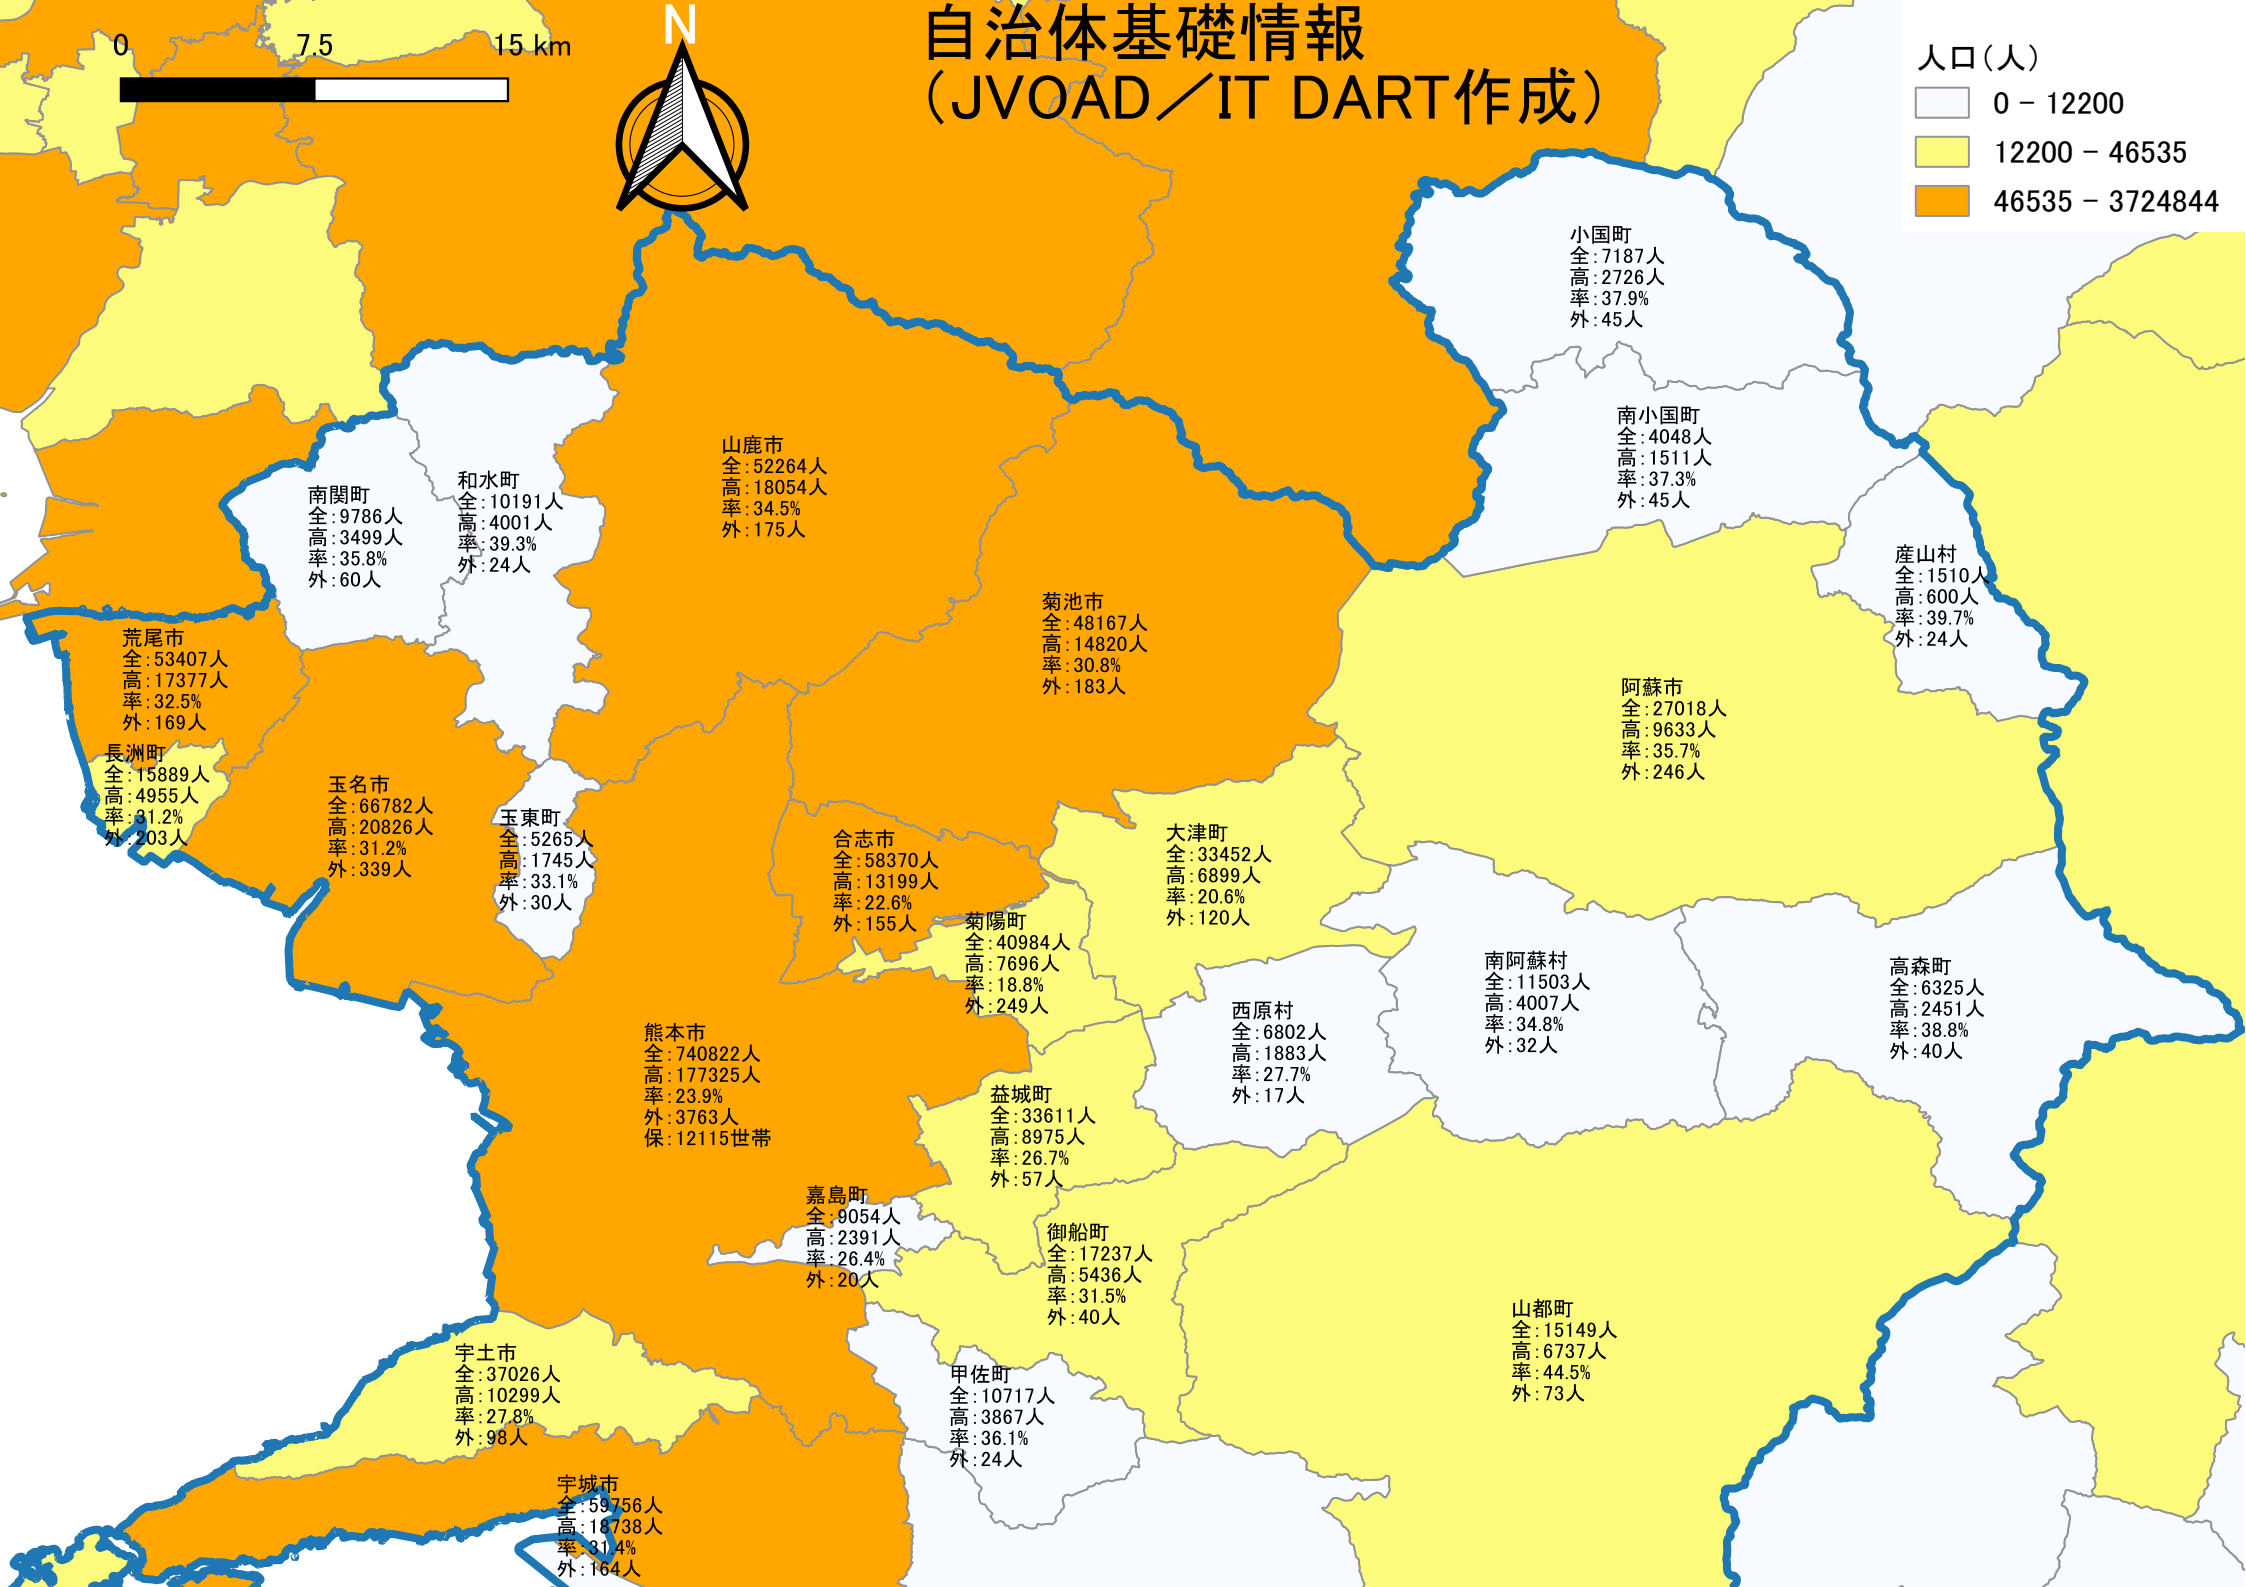 0 7.5 15 km
N
自治体基礎情報
（JVOAD／IT DART作成）
人口（人）
0 - 12200
12200 - 46535
46535 - 3724844
小国町
全：7187人
高：2726人
率：37.9%
外：45人
南小国町
全：4048人
高：1511人
率：37.3%
外：45人
産山村
全：1510人
高：600人
率：39.7%
外：24人
山鹿市
全：52264人
高：18054人
率：34.5%
外：175人
和水町
全：10191人
高：4001人
率：39.3%
外：24人
南関町
全：9786人
高：3499人
率：35.8%
外：60人
菊池市
全：48167人
高：14820人
率：30.8%
外：183人
荒尾市
全：53407人
高：17377人
率：32.5%
外：169人
阿蘇市
全：27018人
高：9633人
率：35.7%
外：246人
長洲町
全：15889人
高：4955人
率：31.2%
外：203人
玉名市
全：66782人
高：20826人
率：31.2%
外：339人
玉東町
全：5265人
高：1745人
率：33.1%
外：30人
合志市
全：58370人
高：13199人
率：22.6%
外：155人
大津町
全：33452人
高：6899人
率：20.6%
外：120人
菊陽町
全：40984人
高：7696人
率：18.8%
外：249人
南阿蘇村
全：11503人
高：4007人
率：34.8%
外：32人
高森町
全：6325人
高：2451人
率：38.8%
外：40人
西原村
全：6802人
高：1883人
率：27.7%
外：17人
熊本市
全：740822人
高：177325人
率：23.9%
外：3763人
保：12115世帯
益城町
全：33611人
高：8975人
率：26.7%
外：57人
嘉島町
全：9054人
高：2391人
率：26.4%
外：20人
御船町
全：17237人
高：5436人
率：31.5%
外：40人
山都町
全：15149人
高：6737人
率：44.5%
外：73人
宇土市
全：37026人
高：10299人
率：27.8%
外：98人
甲佐町
全：10717人
高：3867人
率：36.1%
外：24人
宇城市
全：59756人
高：18738人
率：31.4%
外：164人